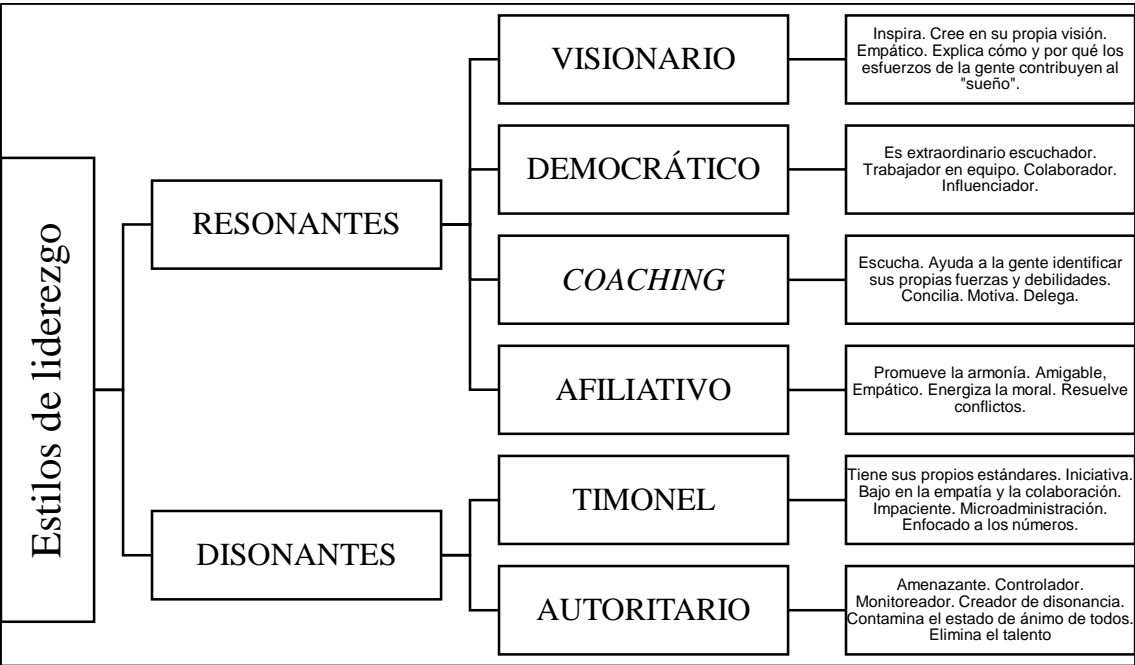 Estilos de liderezgo
RESONANTES
VISIONARIO
Inspira. Cree en su propia visión.
Empático. Explica cómo y por qué los
esfuerzos de la gente contribuyen al
"sueño".
DEMOCRÁTICO
Es extraordinario escuchador.
Trabajador en equipo. Colaborador.
Influenciador.
COACHING
Escucha. Ayuda a la gente identificar
sus propias fuerzas y debilidades.
Concilia. Motiva. Delega.
AFILIATIVO
Promueve la armonía. Amigable,
Empático. Energiza la moral. Resuelve
conflictos.
DISONANTES
TIMONEL
Tiene sus propios estándares. Iniciativa.
Bajo en la empatía y la colaboración.
Impaciente. Microadministración.
Enfocado a los números.
AUTORITARIO
Amenazante. Controlador.
Monitoreador. Creador de disonancia.
Contamina el estado de ánimo de todos.
Elimina el talento